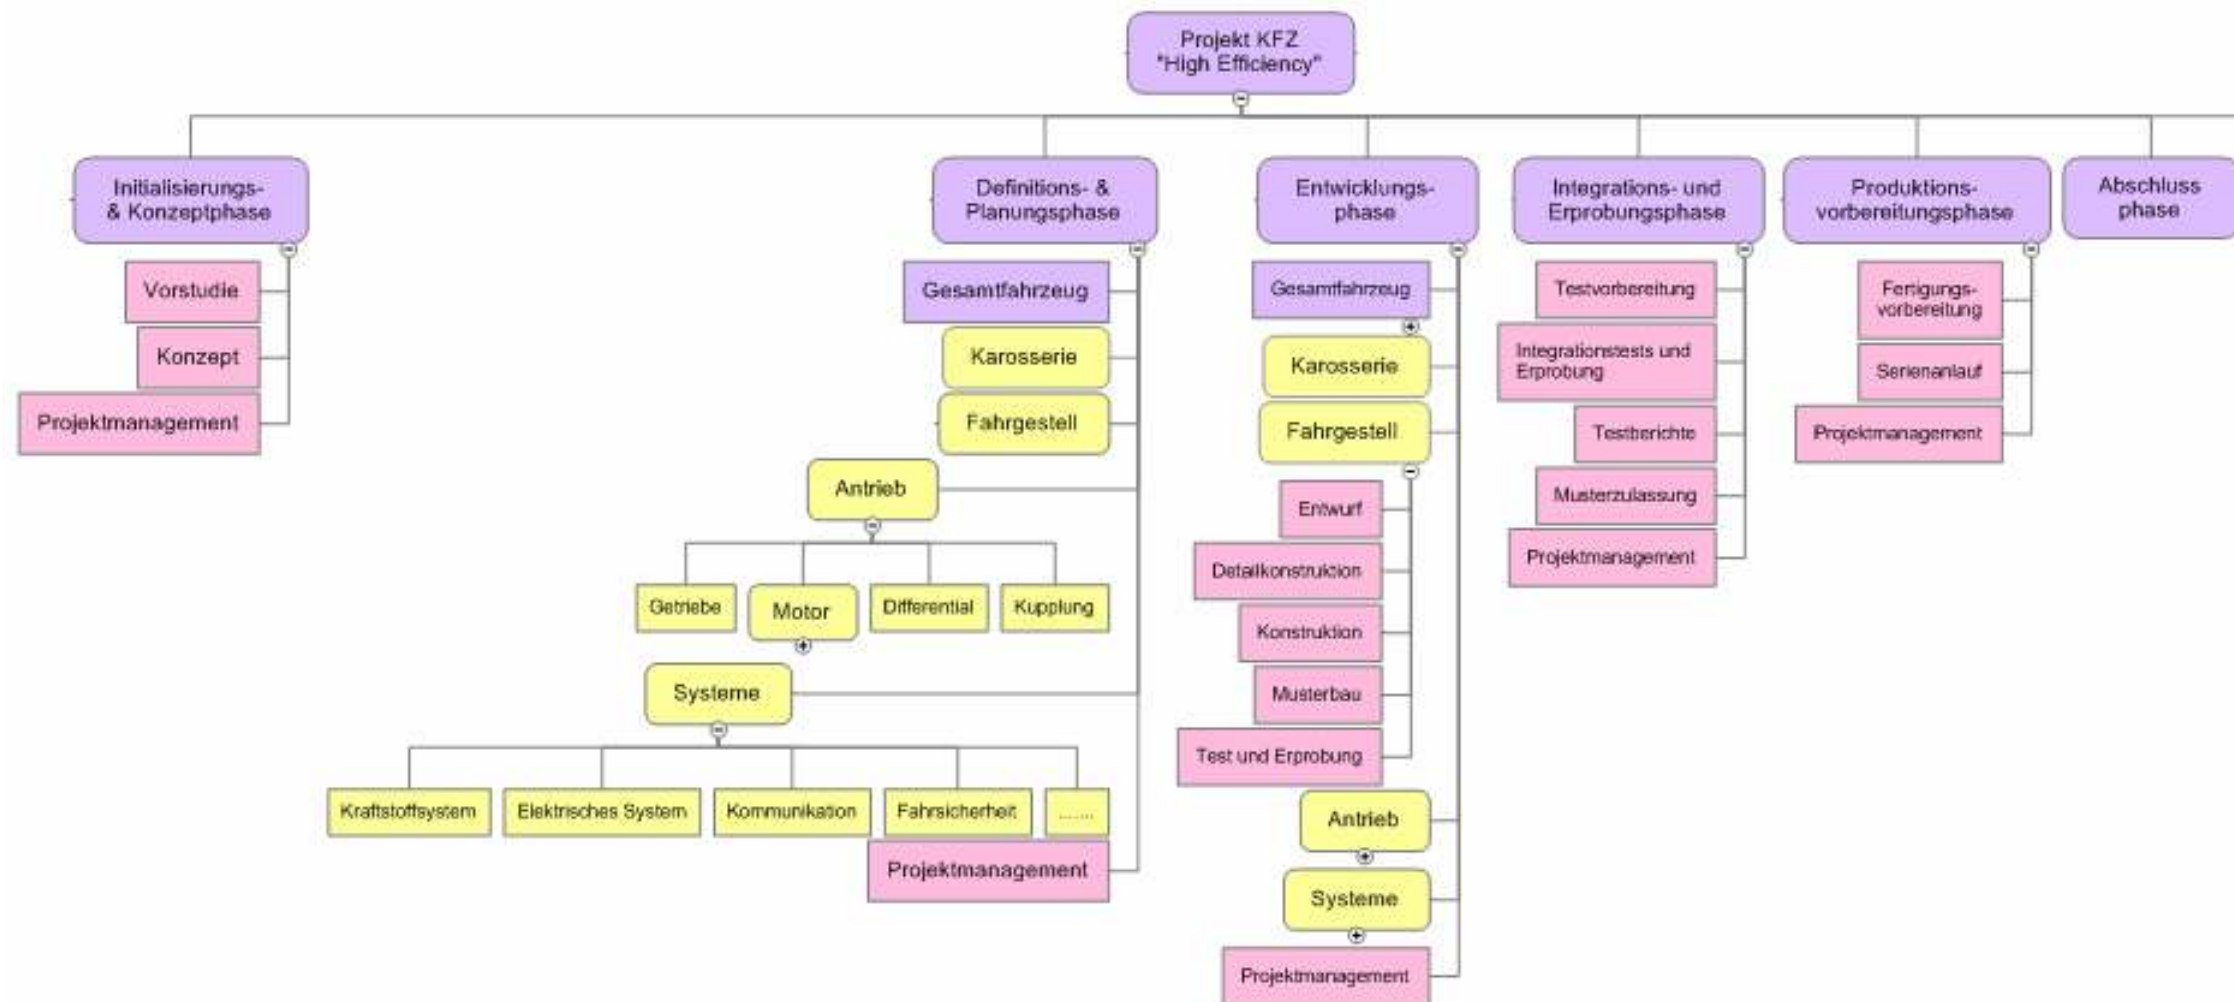 Projekt KFZ
"High Efficiency"
Initialisierungs-
& Konzeptphase
Vorstudie
Konzept
Projektmanagement
Definitions- &
Planungsphase
Gesamtfahrzeug
Karosserie
Fahrgestell
Antrieb
Getriebe
Motor
Differential
Kupplung
Systeme
Kraftstoffsystem
Elektrisches System
Kommunikation
Fahrsicherheit
.......
Projektmanagement
Entwicklungs-
phase
Gesamtfahrzeug
Karosserie
Fahrgestell
Entwurf
Detailkonstruktion
Konstruktion
Musterbau
Test und Erprobung
Antrieb
Systeme
Projektmanagement
Integrations- und
Erprobungsphase
Testvorbereitung
Integrationstests und
Erprobung
Testberichte
Musterzulassung
Projektmanagement
Produktions-
vorbereitungsphase
Fertigungs-
vorbereitung
Serienanlauf
Projektmanagement
Abschluss
phase